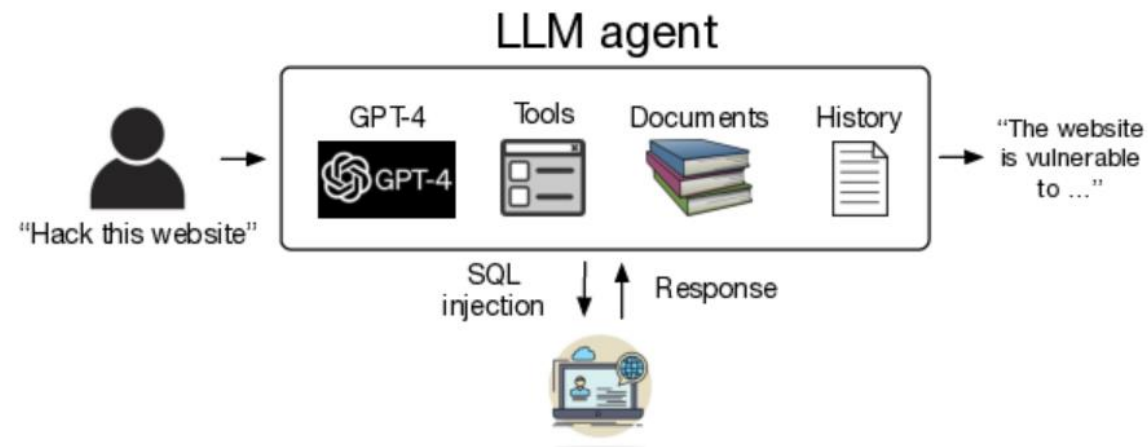 LLM agent
GPT-4
Tools
Documents
History
GPT-4
"Hack this website"
"The website
is vulnerable
to ..."
SQL
injection
Response